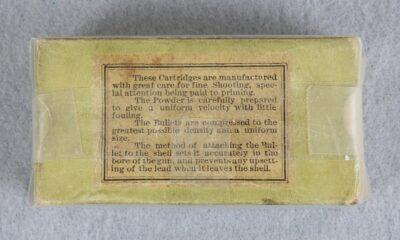 These Cartridges are manufactured
with great care for fine Shooting, spec-
ial attention being paid to priming.
The Powder is carefully prepared
to give a uniform velocity with little
fouling.
The Bullets are compressed to the
greatest possible density and a uniform
size.
The method of attaching the Bul-
let to the shell sets it accurately in the
bore of the gun, and prevents any upsett-
ing of the lead when it leaves the shell.